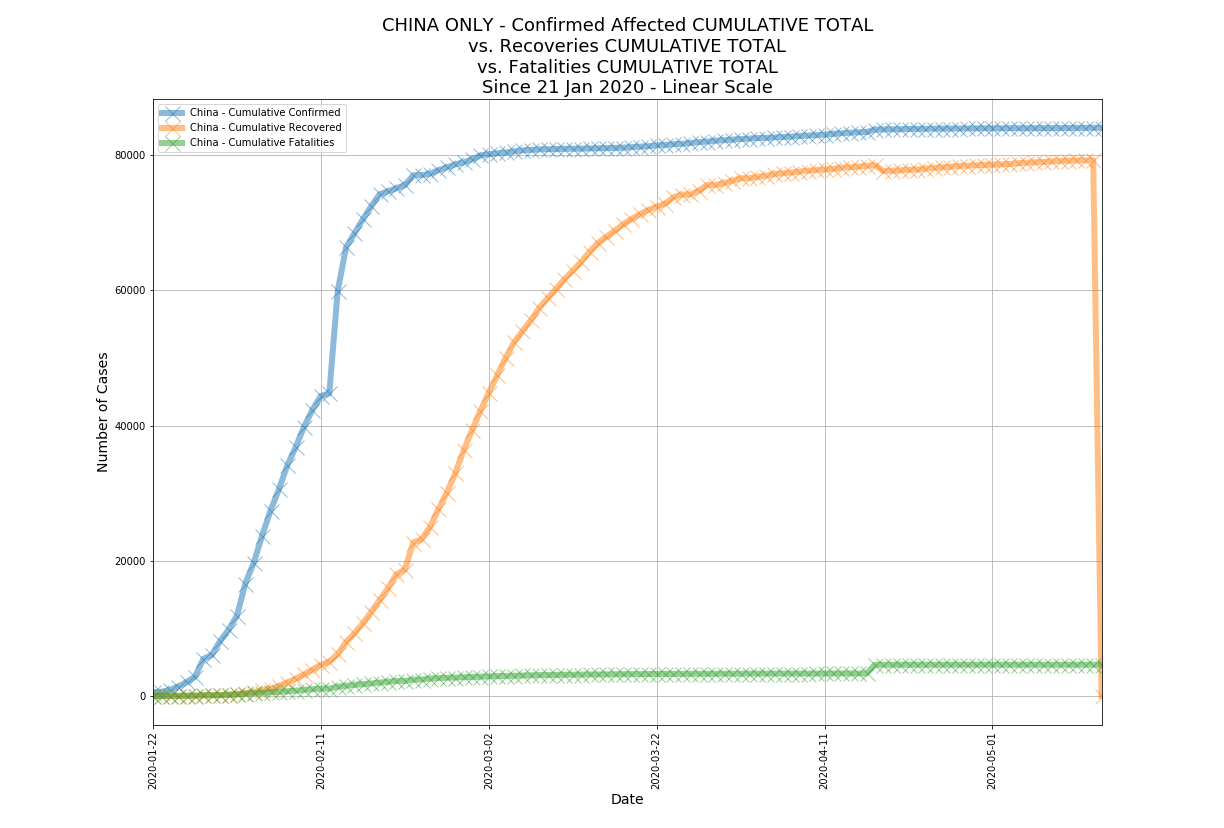 CHINA ONLY - Confirmed Affected CUMULATIVE TOTAL
vs. Recoveries CUMULATIVE TOTAL
vs. Fatalities CUMULATIVE TOTAL
Since 21 Jan 2020 - Linear Scale
China - Cumulative Confirmed
China - Cumulative Recovered
China - Cumulative Fatalities
Number of Cases
80000
60000
40000
20000
0
2020-01-22
2020-02-11
2020-03-02
2020-03-22
2020-04-11
2020-05-01
Date